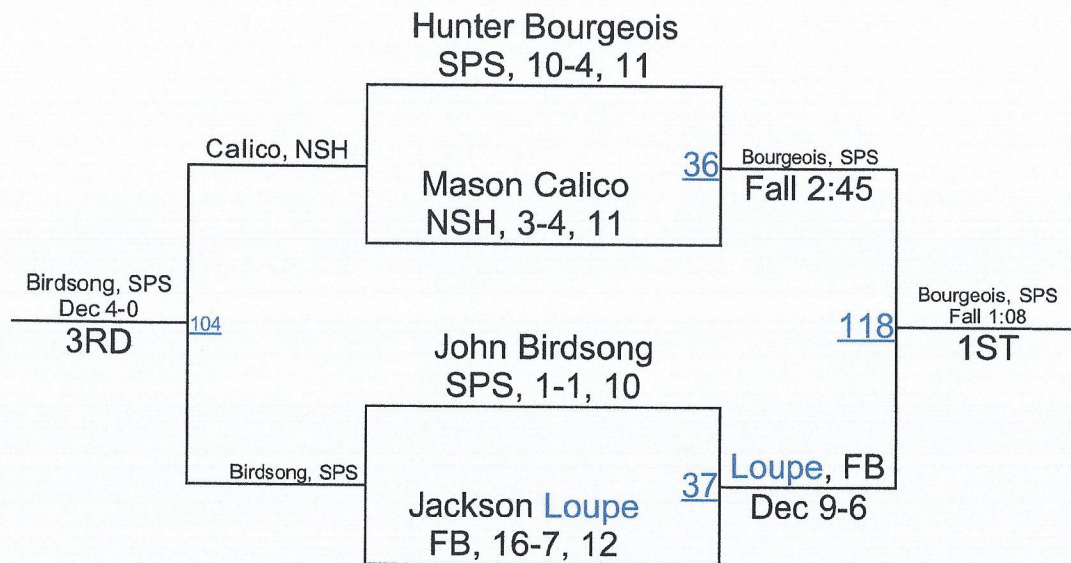 Hunter Bourgeois
SPS, 10-4, 11
Calico, NSH
36
Bourgeois, SPS
Fall 2:45
Mason Calico
NSH, 3-4, 11
Birdsong, SPS
Dec 4-0
3RD
104
118
Bourgeois, SPS
Fall 1:08
1ST
John Birdsong
SPS, 1-1, 10
Birdsong, SPS
37
Loupe, FB
Dec 9-6
Jackson Loupe
FB, 16-7, 12